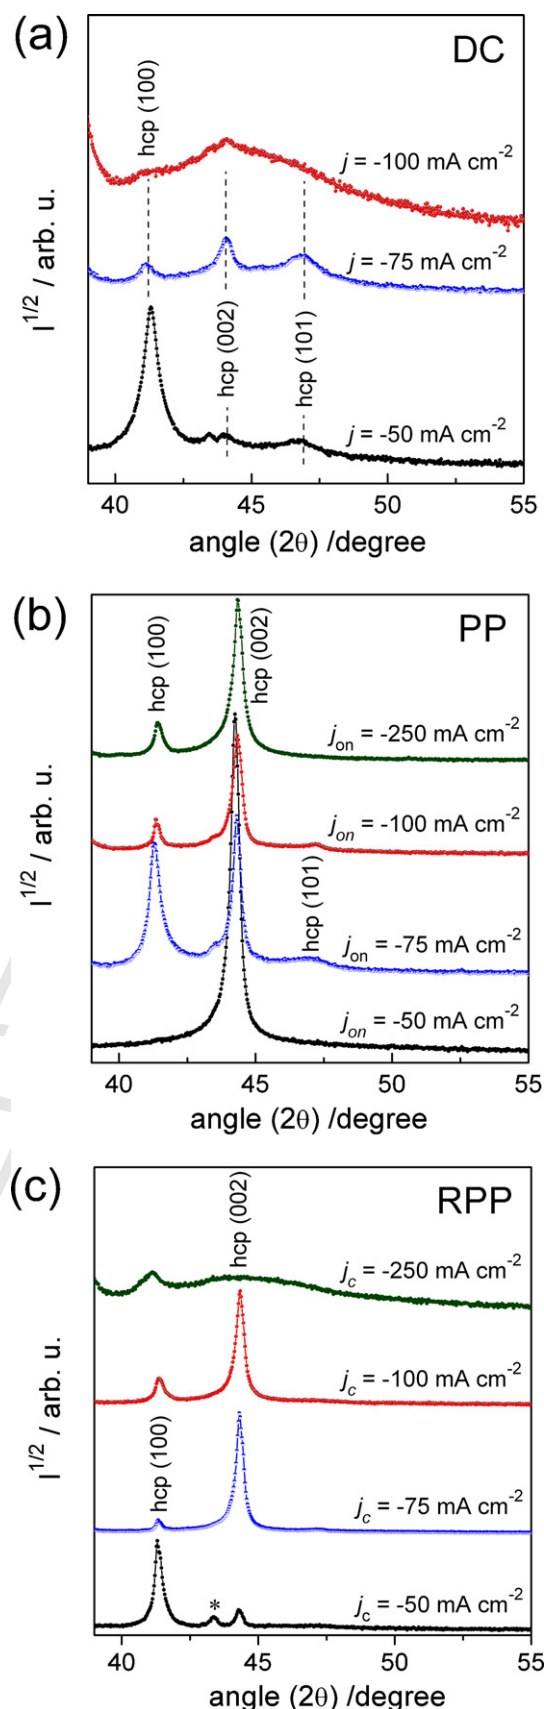 (a)
DC
hcp (100)
j = -100 mA cm-2
j = -75 mA cm-2
hcp (002)
hcp (101)
j = -50 mA cm-2
I1/2 / arb. u.
40 45 50 55
angle (2θ) /degree
(b)
PP
hcp (100)
hcp (002)
jon = -250 mA cm-2
jon = -100 mA cm-2
hcp (101)
jon = -75 mA cm-2
jon = -50 mA cm-2
I1/2 / arb. u.
40 45 50 55
angle (2θ) /degree
(c)
RPP
hcp (002)
jc = -250 mA cm-2
jc = -100 mA cm-2
hcp (100)
jc = -75 mA cm-2
*
jc = -50 mA cm-2
I1/2 / arb. u.
40 45 50 55
angle (2θ) /degree